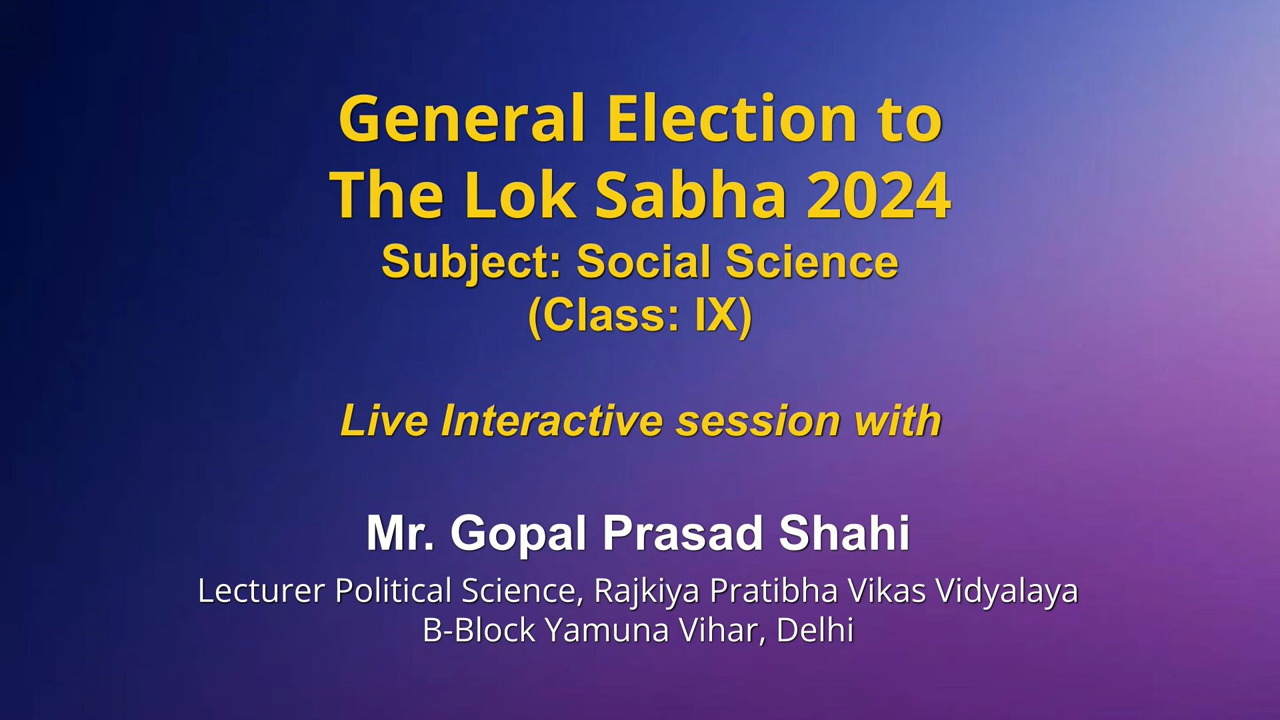 General Election to
The Lok Sabha 2024
Subject: Social Science
(Class: IX)
Live Interactive session with
Mr. Gopal Prasad Shahi
Lecturer Political Science, Rajkiya Pratibha Vikas Vidyalaya
B-Block Yamuna Vihar, Delhi